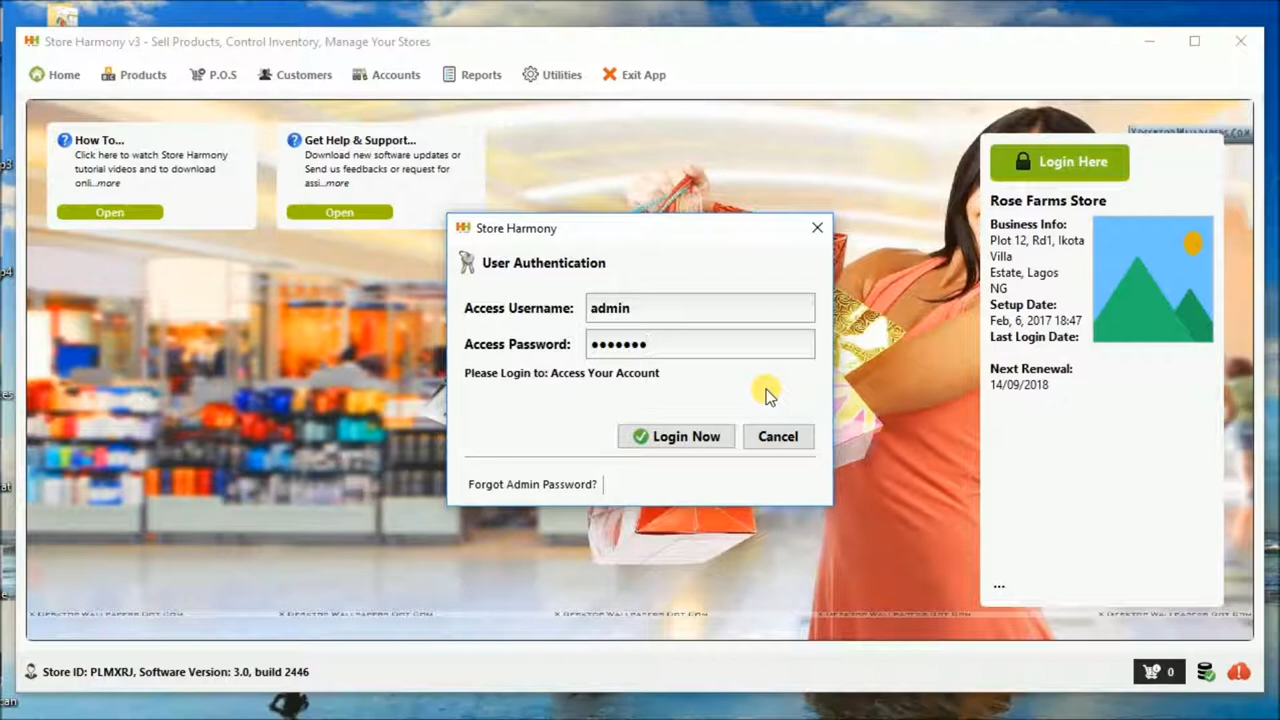 Store Harmony v3 - Sell Products, Control Inventory, Manage Your Stores
Home Products P.O.S Customers Accounts Reports Utilities Exit App
How To...
Click here to watch Store Harmony
tutorial videos and to download
onli...more
Open
Get Help & Support...
Download new software updates or
Send us feedbacks or request for
assi...more
Open
Store Harmony
User Authentication
Access Username: admin
Access Password: •••••••
Please Login to: Access Your Account
Login Now Cancel
Forgot Admin Password?
Login Here
Rose Farms Store
Business Info:
Plot 12, Rd1, Ikota
Villa
Estate, Lagos
NG
Setup Date:
Feb, 6, 2017 18:47
Last Login Date:
Next Renewal:
14/09/2018
...
Store ID: PLMXRJ, Software Version: 3.0, build 2446
0